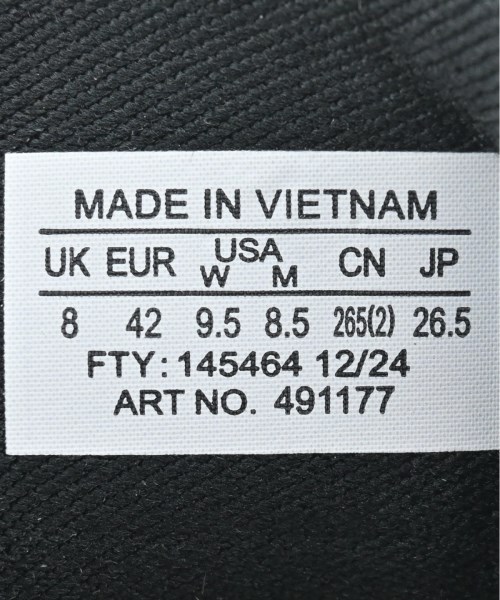 MADE IN VIETNAM
UK EUR USA CN JP
W M
8 42 9.5 8.5 265(2) 26.5
FTY: 145464 12/24
ART NO. 491177